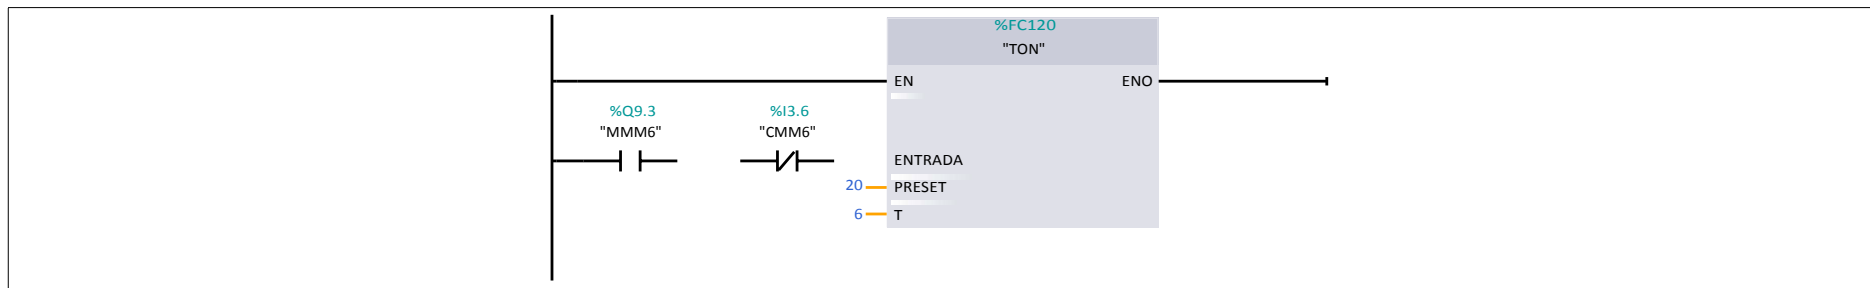 %FC120
"TON"
EN ENO
%Q9.3 %I3.6
"MMM6" "CMM6"
ENTRADA
20 PRESET
6 T